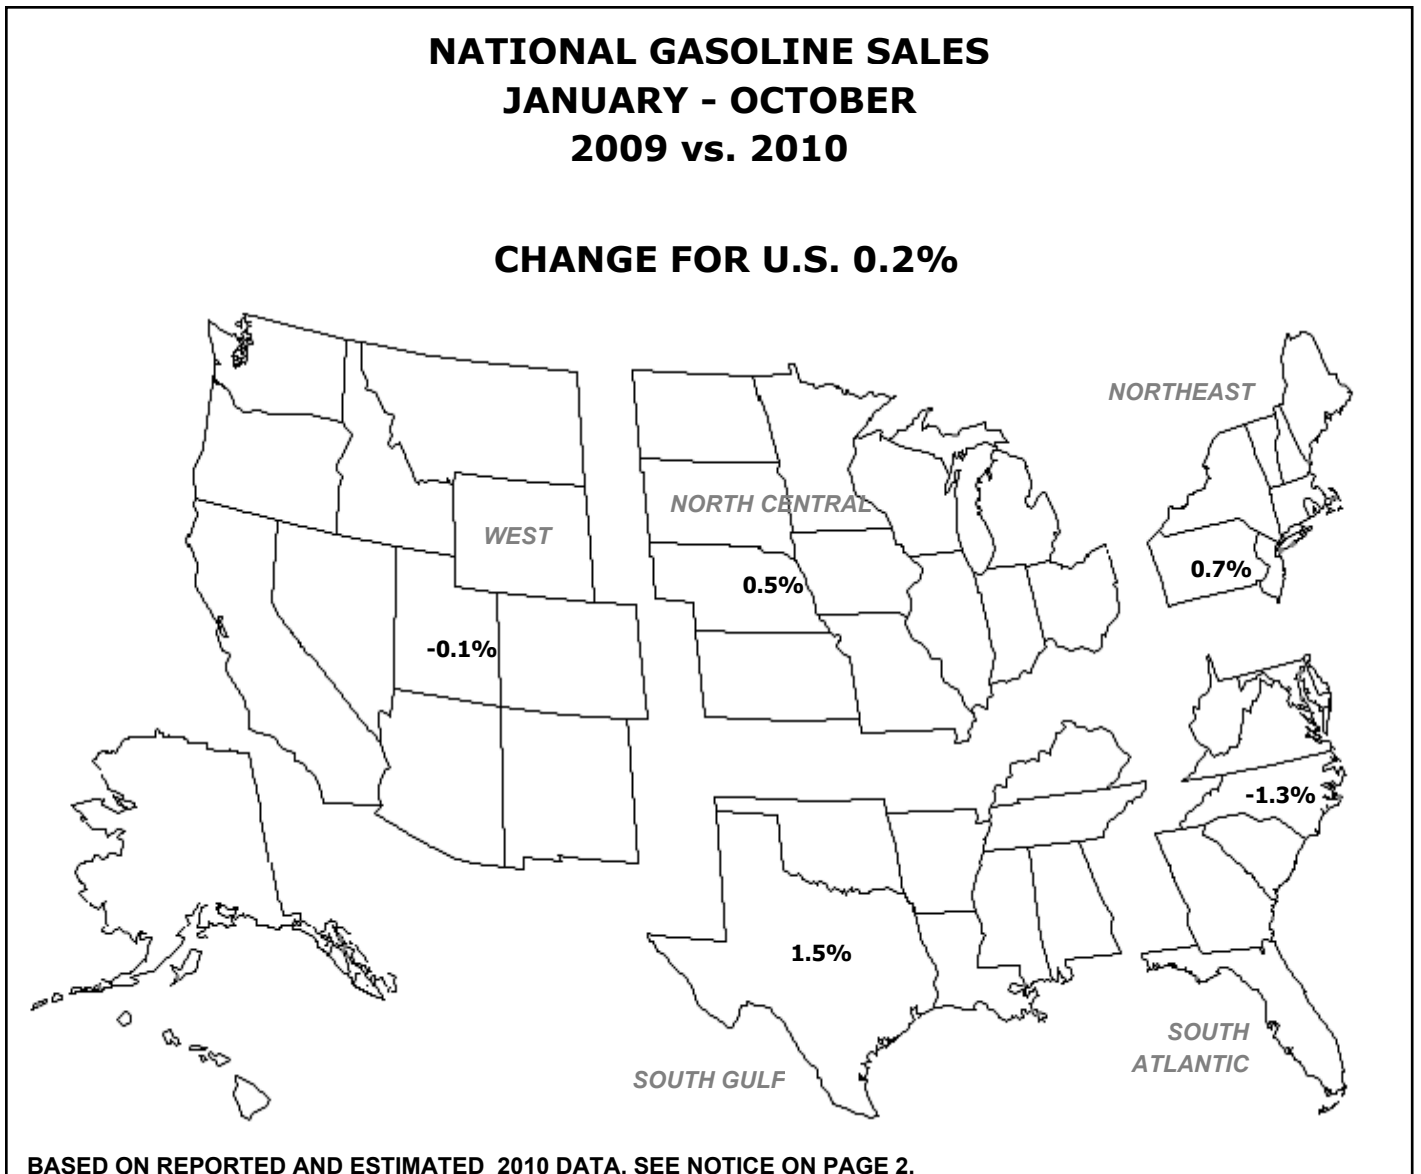 NATIONAL GASOLINE SALES
JANUARY - OCTOBER
2009 vs. 2010
CHANGE FOR U.S. 0.2%
NORTHEAST
NORTH CENTRAL
WEST
0.7%
0.5%
-0.1%
-1.3%
1.5%
SOUTH
ATLANTIC
SOUTH GULF
BASED ON REPORTED AND ESTIMATED 2010 DATA. SEE NOTICE ON PAGE 2.